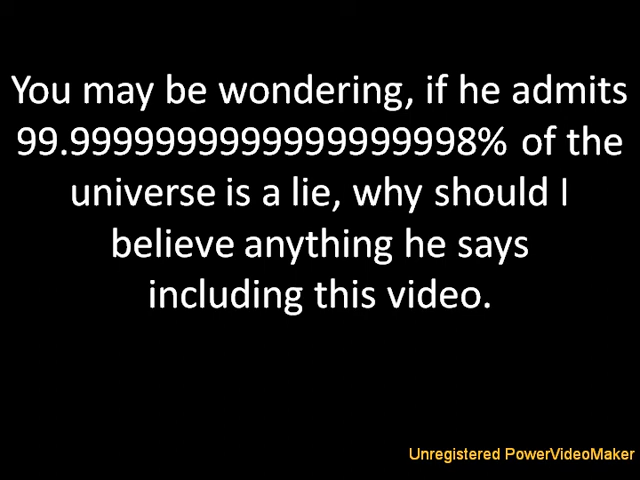 You may be wondering, if he admits
99.9999999999999999998% of the
universe is a lie, why should I
believe anything he says
including this video.
Unregistered PowerVideoMaker